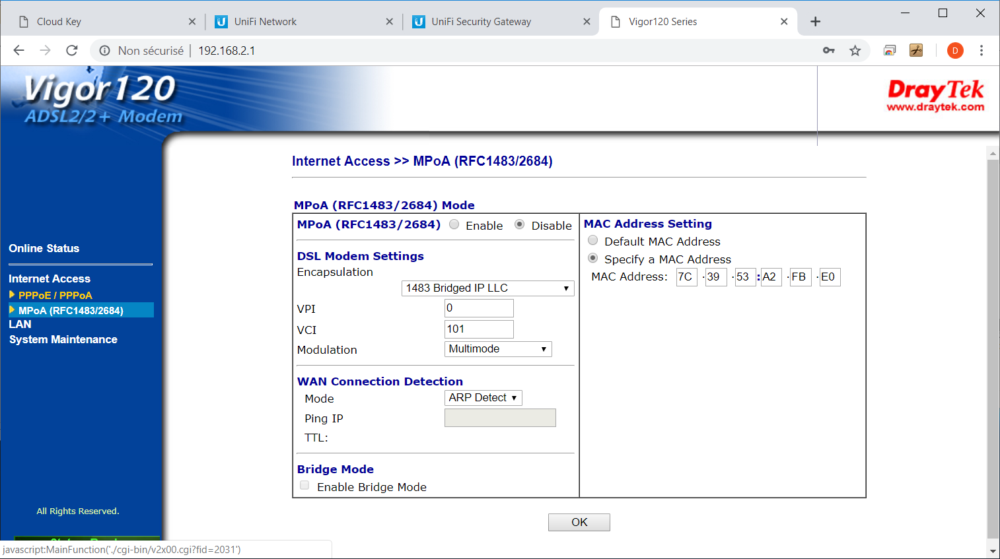 Cloud Key
UniFi Network
UniFi Security Gateway
Vigor120 Series
Non sécurisé | 192.168.2.1
D
Vigor120
ADSL2/2+ Modem
DrayTek
www.draytek.com
Online Status
Internet Access
PPPoE / PPPoA
MPoA (RFC1483/2684)
LAN
System Maintenance
All Rights Reserved.
Internet Access >> MPoA (RFC1483/2684)
MPoA (RFC1483/2684) Mode
MPoA (RFC1483/2684) Enable Disable
DSL Modem Settings
Encapsulation
1483 Bridged IP LLC
VPI 0
VCI 101
Modulation Multimode
WAN Connection Detection
Mode ARP Detect
Ping IP
TTL:
Bridge Mode
Enable Bridge Mode
MAC Address Setting
Default MAC Address
Specify a MAC Address
MAC Address: 7C ·39 ·53 :A2 ·FB ·E0
OK
javascript:MainFunction('./cgi-bin/v2x00.cgi?fid=2031')